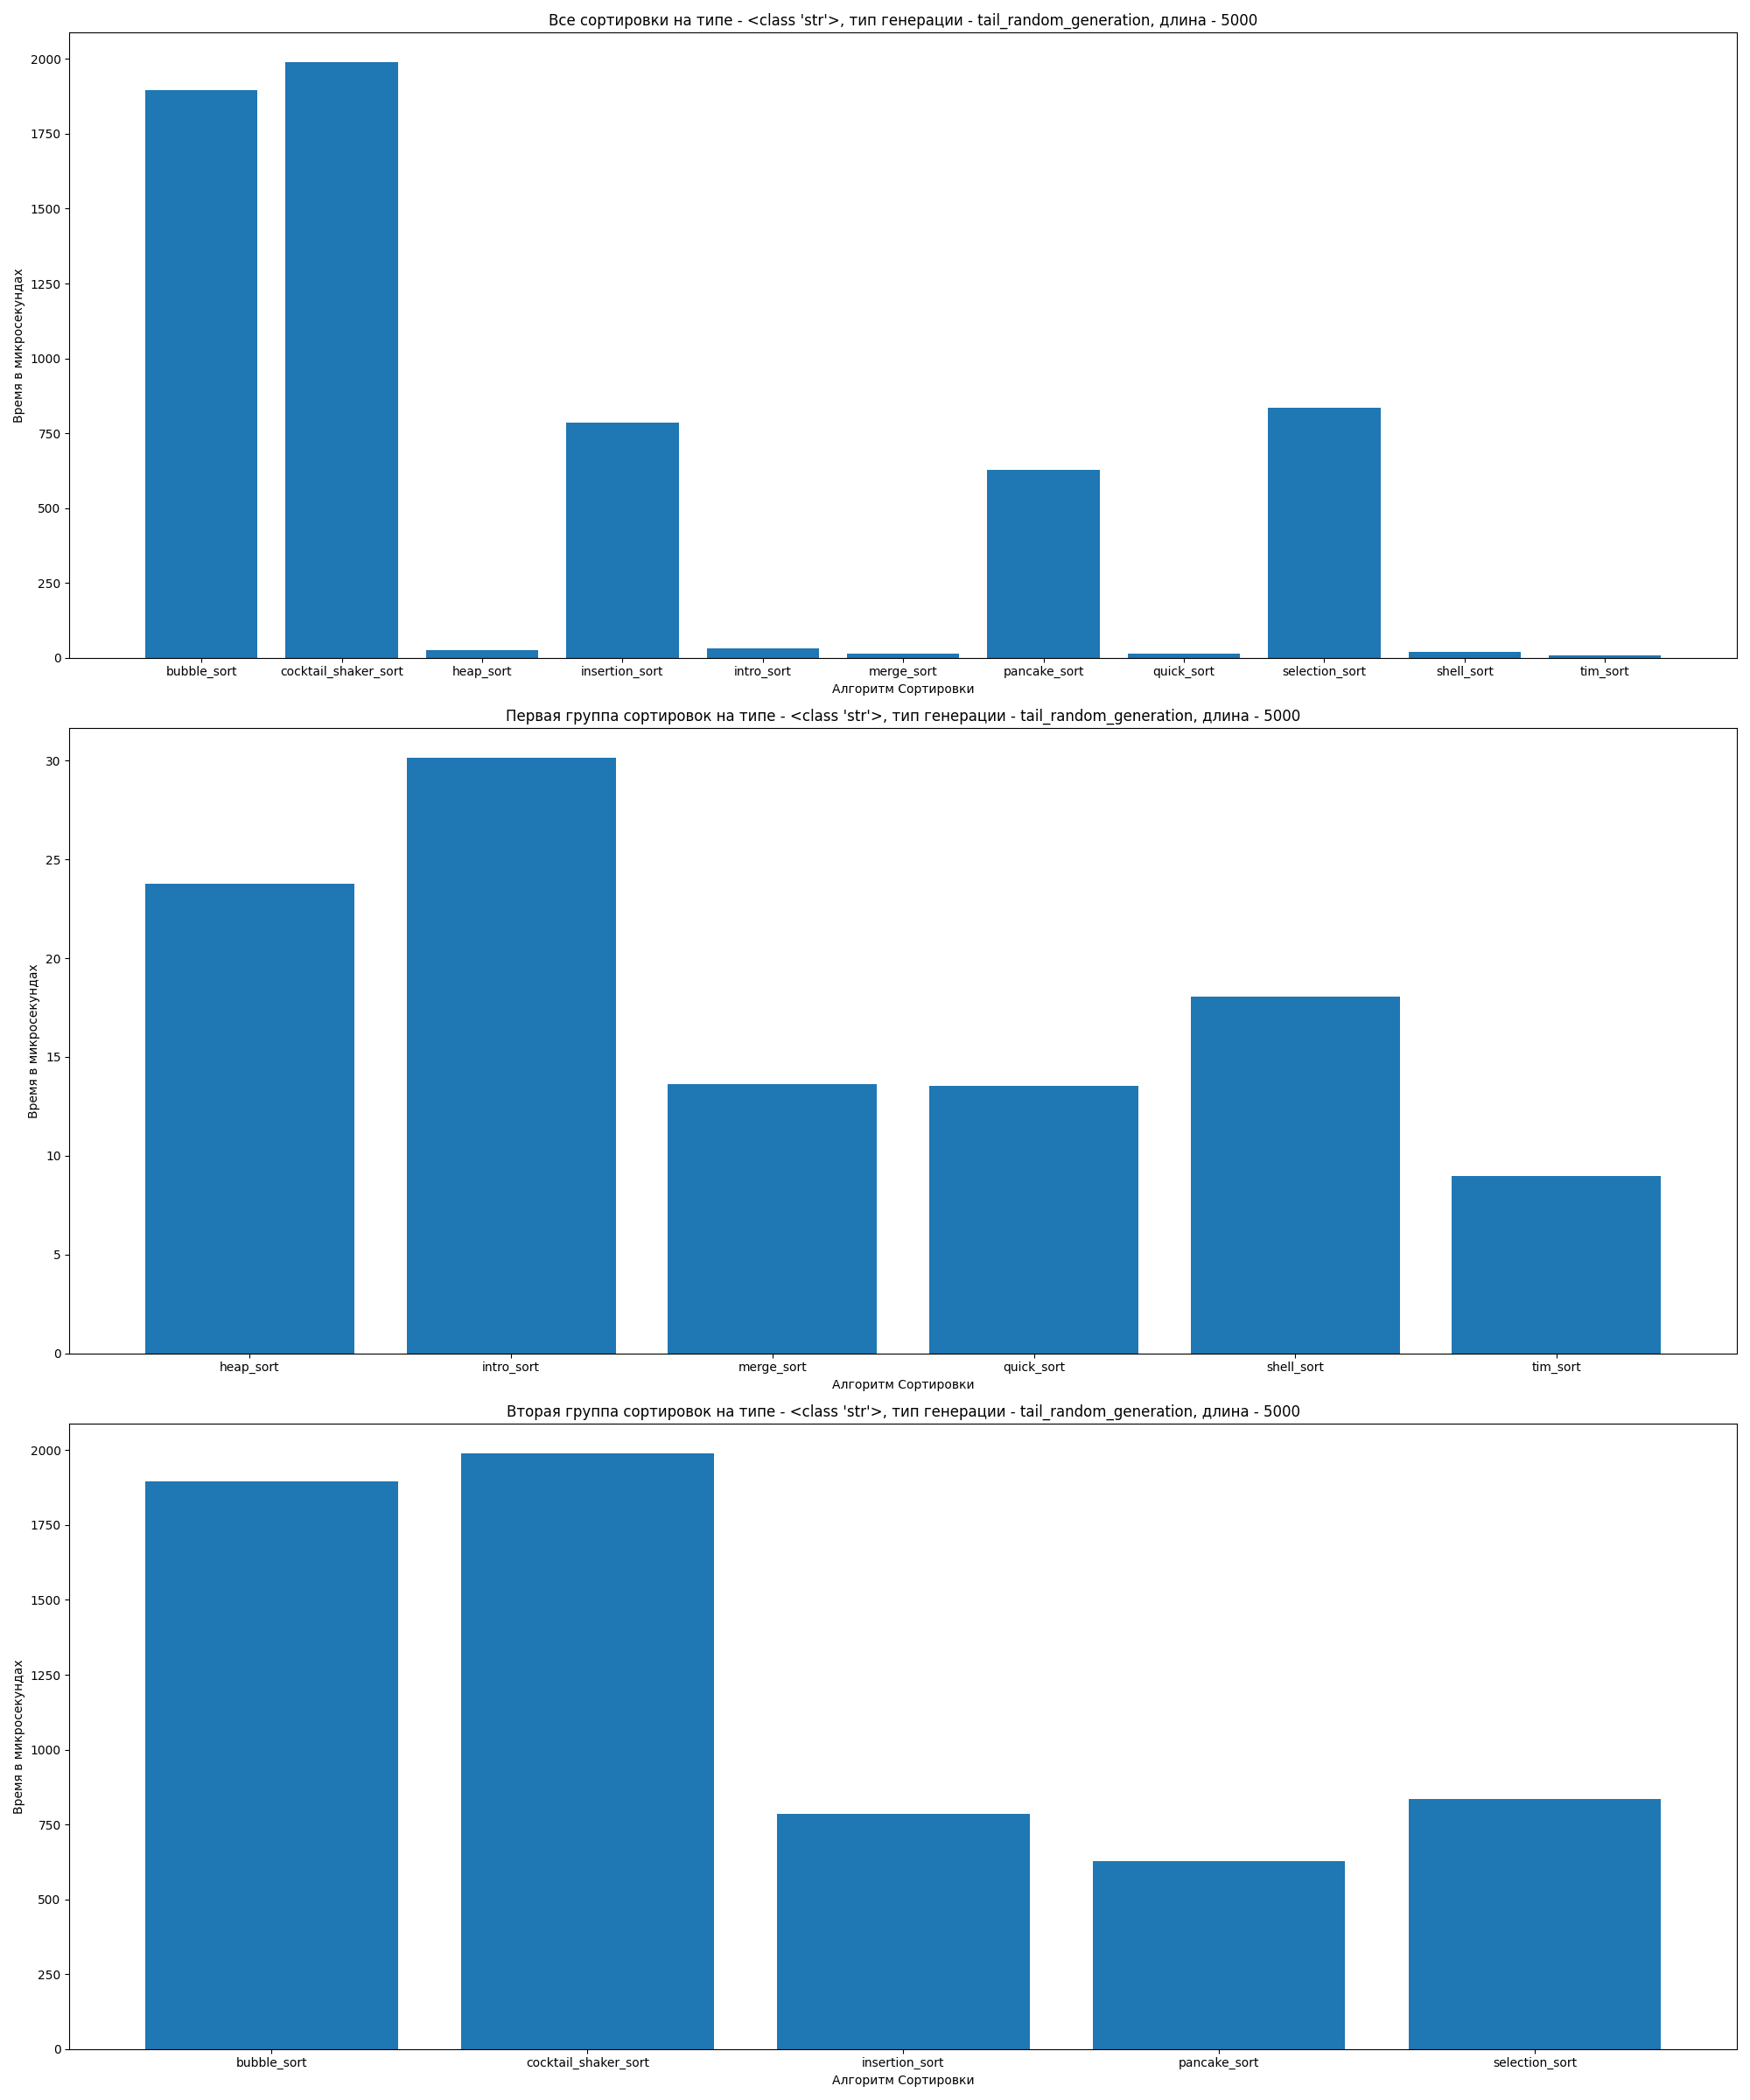 Все сортировки на типе - <class 'str'>, тип генерации - tail_random_generation, длина - 5000
2000
1750
1500
1250
1000
750
500
250
0
Время в микросекундах
bubble_sort cocktail_shaker_sort heap_sort insertion_sort intro_sort merge_sort pancake_sort quick_sort selection_sort shell_sort tim_sort
Алгоритм Сортировки
Первая группа сортировок на типе - <class 'str'>, тип генерации - tail_random_generation, длина - 5000
30
25
20
15
10
5
0
Время в микросекундах
heap_sort intro_sort merge_sort quick_sort shell_sort tim_sort
Алгоритм Сортировки
Вторая группа сортировок на типе - <class 'str'>, тип генерации - tail_random_generation, длина - 5000
2000
1750
1500
1250
1000
750
500
250
0
Время в микросекундах
bubble_sort cocktail_shaker_sort insertion_sort pancake_sort selection_sort
Алгоритм Сортировки